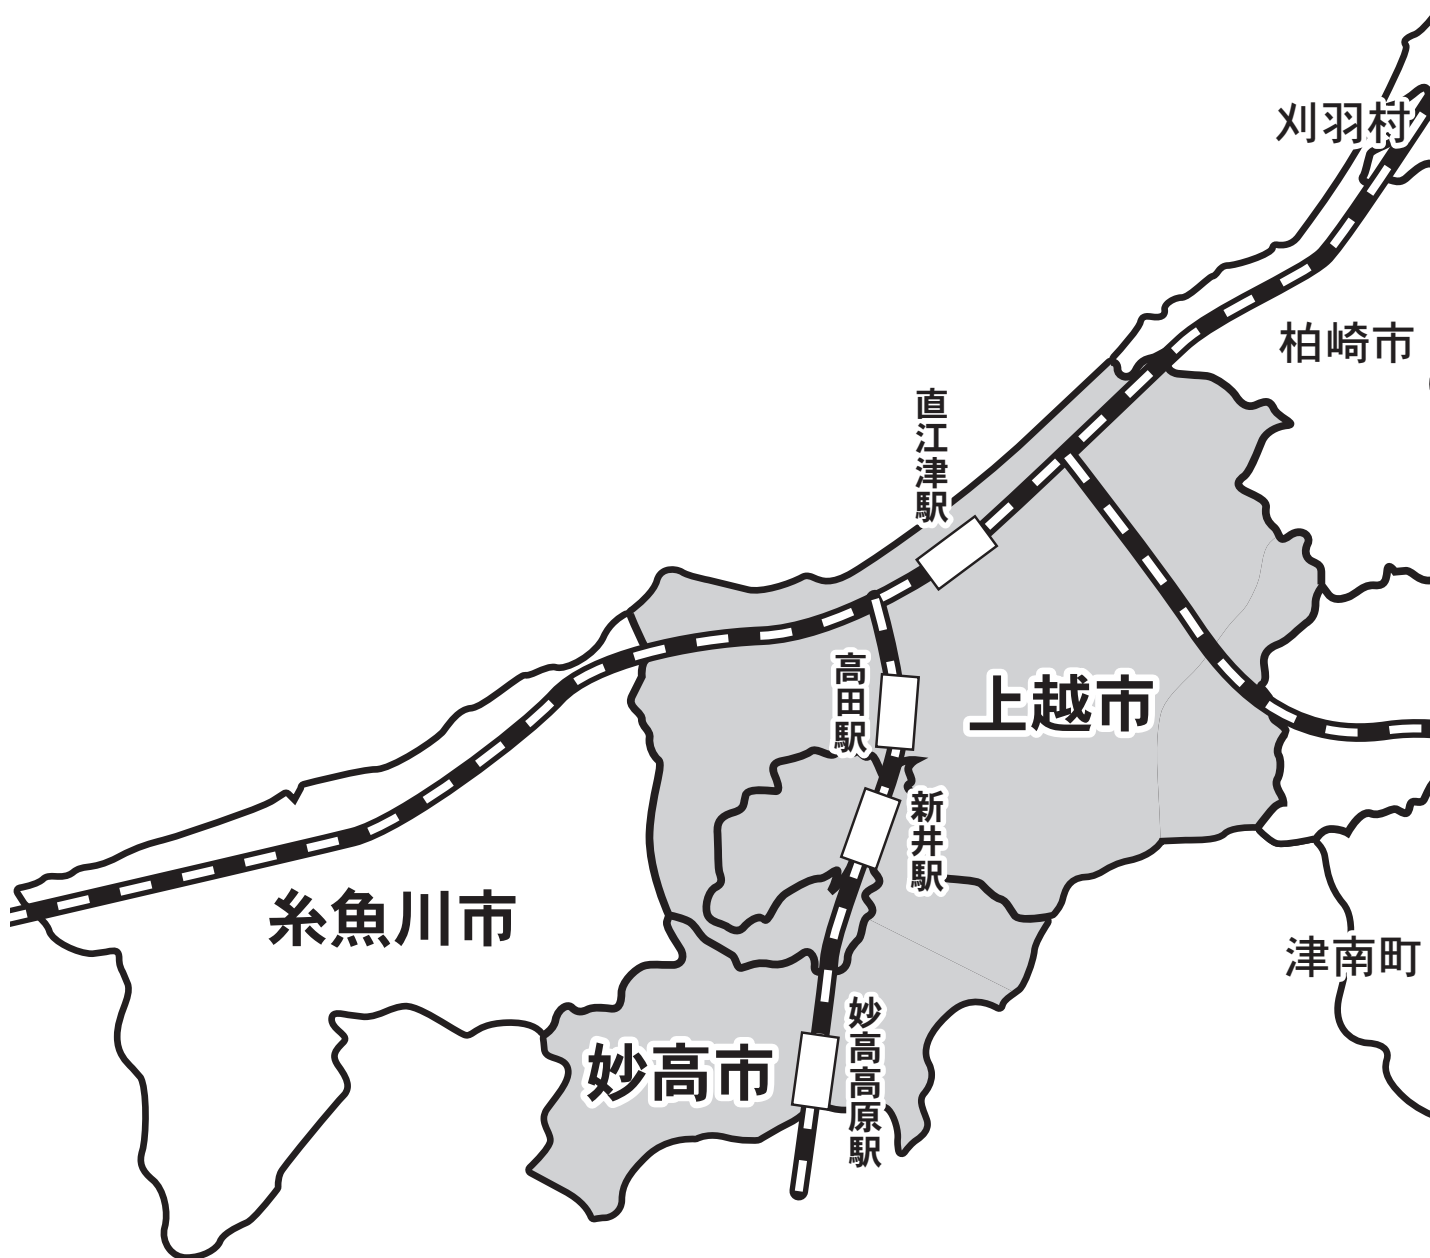 刈羽村
柏崎市
直江津駅
高田駅
上越市
新井駅
糸魚川市
津南町
妙高市
妙高高原駅